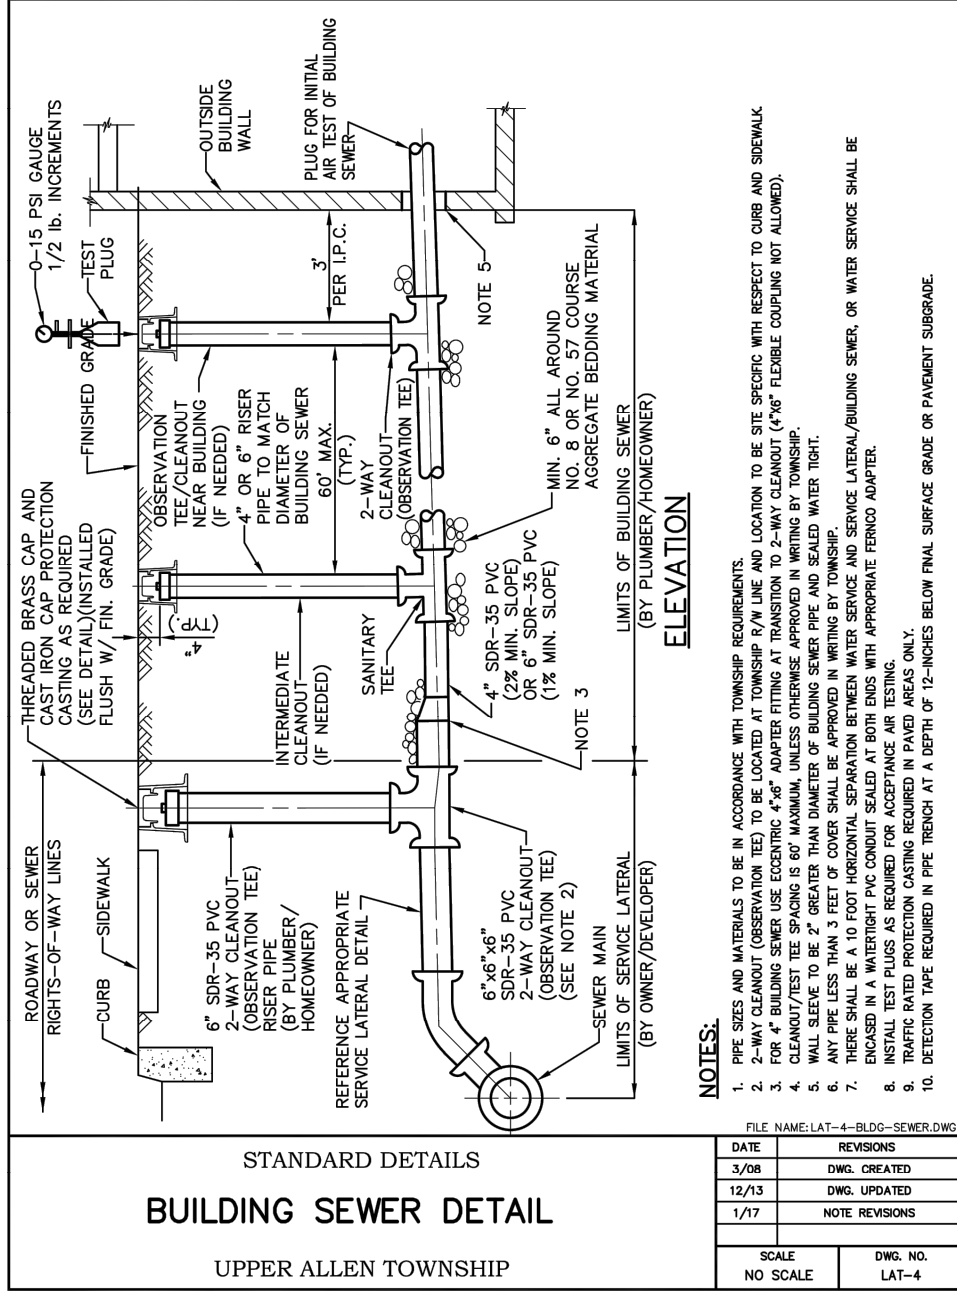 ROADWAY OR SEWER
RIGHTS-OF-WAY LINES
CURB
SIDEWALK
THREADED BRASS CAP AND
CAST IRON CAP PROTECTION
CASTING AS REQUIRED
(SEE DETAIL)(INSTALLED
FLUSH W/ FIN. GRADE)
FINISHED GRADE
0-15 PSI GAUGE
1/2 lb. INCREMENTS
TEST
PLUG
OUTSIDE
BUILDING
WALL
PLUG FOR INITIAL
AIR TEST OF BUILDING
SEWER
4"
(TYP.)
OBSERVATION
TEE/CLEANOUT
NEAR BUILDING
(IF NEEDED)
4" OR 6" RISER
PIPE TO MATCH
DIAMETER OF
BUILDING SEWER
3'
PER I.P.C.
60' MAX.
(TYP.)
6" SDR-35 PVC
2-WAY CLEANOUT
(OBSERVATION TEE)
RISER PIPE
(BY PLUMBER/
HOMEOWNER)
INTERMEDIATE
CLEANOUT
(IF NEEDED)
SANITARY
TEE
2-WAY
CLEANOUT
(OBSERVATION TEE)
REFERENCE APPROPRIATE
SERVICE LATERAL DETAIL
6"x6"x6"
SDR-35 PVC
2-WAY CLEANOUT
(OBSERVATION TEE)
(SEE NOTE 2)
SEWER MAIN
4" SDR-35 PVC
(2% MIN. SLOPE)
OR 6" SDR-35 PVC
(1% MIN. SLOPE)
NOTE 3
MIN. 6" ALL AROUND
NO. 8 OR NO. 57 COURSE
AGGREGATE BEDDING MATERIAL
NOTE 5
LIMITS OF SERVICE LATERAL
(BY OWNER/DEVELOPER)
LIMITS OF BUILDING SEWER
(BY PLUMBER/HOMEOWNER)
ELEVATION
NOTES:
1. PIPE SIZES AND MATERIALS TO BE IN ACCORDANCE WITH TOWNSHIP REQUIREMENTS.
2. 2-WAY CLEANOUT (OBSERVATION TEE) TO BE LOCATED AT TOWNSHIP R/W LINE AND LOCATION TO BE SITE SPECIFIC WITH RESPECT TO CURB AND SIDEWALK.
3. FOR 4" BUILDING SEWER USE ECCENTRIC 4"x6" ADAPTER FITTING AT TRANSITION TO 2-WAY CLEANOUT (4"x6" FLEXIBLE COUPLING NOT ALLOWED).
4. CLEANOUT/TEST TEE SPACING IS 60' MAXIMUM, UNLESS OTHERWISE APPROVED IN WRITING BY TOWNSHIP.
5. WALL SLEEVE TO BE 2" GREATER THAN DIAMETER OF BUILDING SEWER PIPE AND SEALED WATER TIGHT.
6. ANY PIPE LESS THAN 3 FEET OF COVER SHALL BE APPROVED IN WRITING BY TOWNSHIP.
7. THERE SHALL BE A 10 FOOT HORIZONTAL SEPARATION BETWEEN WATER SERVICE AND SERVICE LATERAL/BUILDING SEWER, OR WATER SERVICE SHALL BE
ENCASED IN A WATERTIGHT PVC CONDUIT SEALED AT BOTH ENDS WITH APPROPRIATE FERNCO ADAPTER.
8. INSTALL TEST PLUGS AS REQUIRED FOR ACCEPTANCE AIR TESTING.
9. TRAFFIC RATED PROTECTION CASTING REQUIRED IN PAVED AREAS ONLY.
10. DETECTION TAPE REQUIRED IN PIPE TRENCH AT A DEPTH OF 12-INCHES BELOW FINAL SURFACE GRADE OR PAVEMENT SUBGRADE.
FILE NAME: LAT-4-BLDG-SEWER.DWG
STANDARD DETAILS
BUILDING SEWER DETAIL
UPPER ALLEN TOWNSHIP
DATE REVISIONS
3/08 DWG. CREATED
12/13 DWG. UPDATED
1/17 NOTE REVISIONS
SCALE DWG. NO.
NO SCALE LAT-4